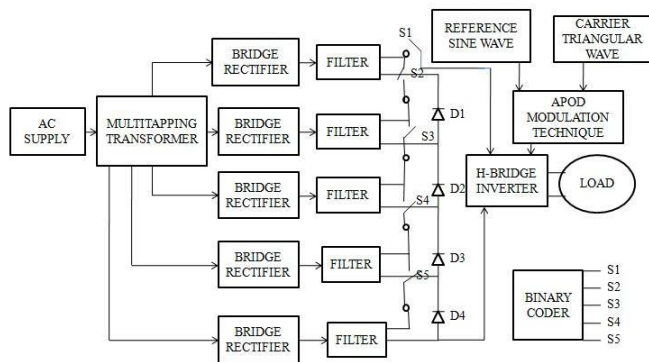 S1
REFERENCE
SINE WAVE
CARRIER
TRIANGULAR
WAVE
BRIDGE
RECTIFIER
FILTER
S2
AC
SUPPLY
MULTITAPPING
TRANSFORMER
BRIDGE
RECTIFIER
FILTER
D1
S3
APOD
MODULATION
TECHNIQUE
BRIDGE
RECTIFIER
FILTER
D2
S4
H-BRIDGE
INVERTER
LOAD
BRIDGE
RECTIFIER
FILTER
D3
S5
BRIDGE
RECTIFIER
FILTER
D4
BINARY
CODER
S1
S2
S3
S4
S5